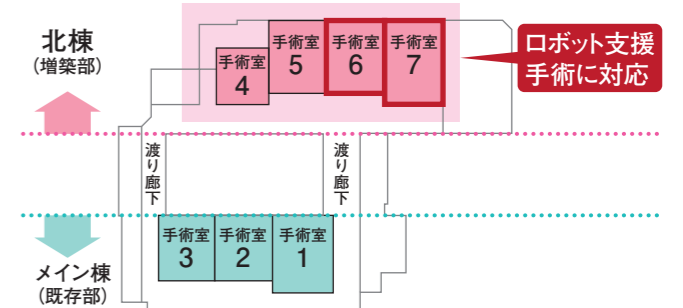 北棟
(増築部)
手術室
4
手術室
5
手術室
6
手術室
7
ロボット支援
手術に対応
渡り廊下
渡り廊下
手術室
3
手術室
2
手術室
1
メイン棟
(既存部)